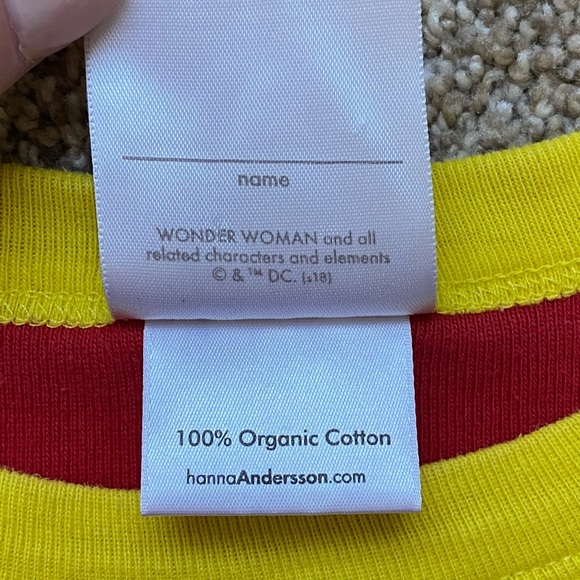 name
WONDER WOMAN and all
related characters and elements
© & ™ DC. (s18)
100% Organic Cotton
hannaAndersson.com